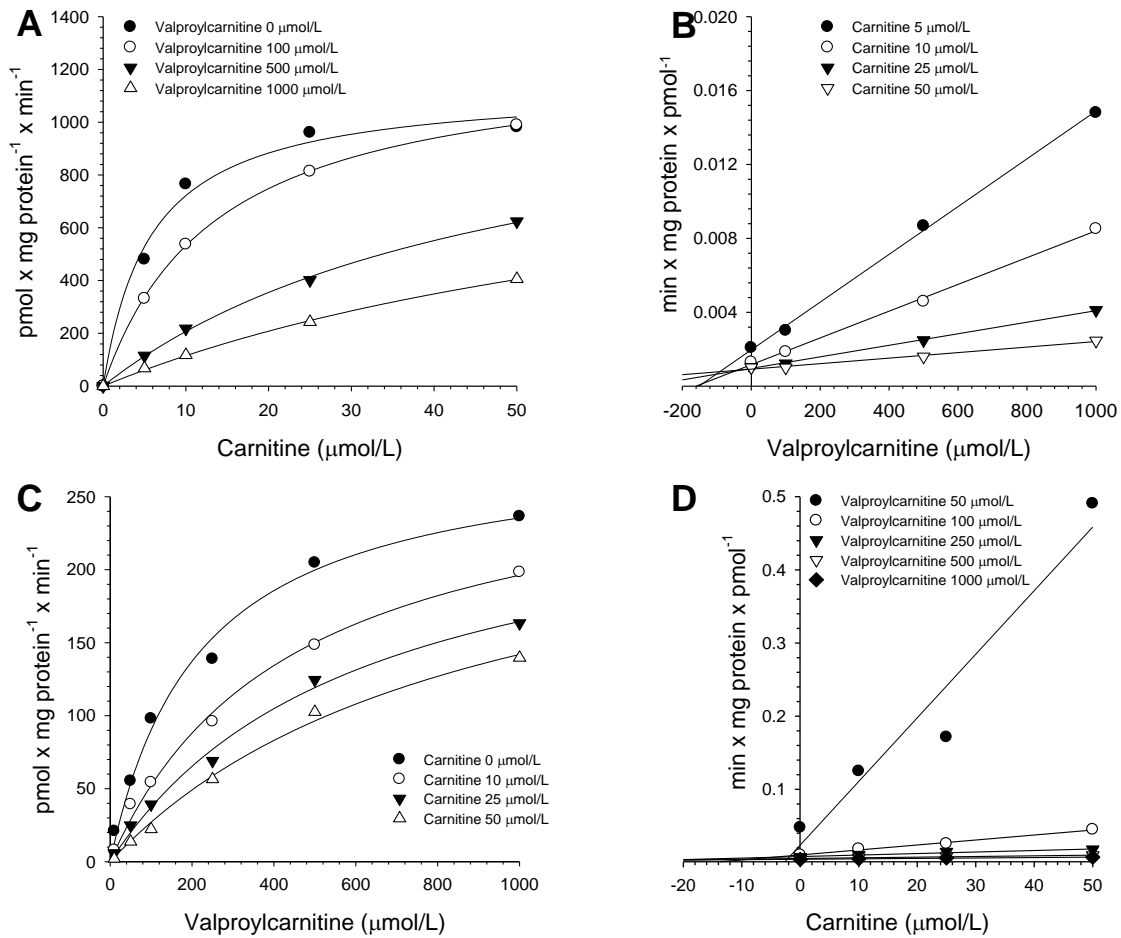 A
1400
1200
1000
800
600
400
200
0
pmol x mg protein-1 x min-1
Valproylcarnitine 0 μmol/L
Valproylcarnitine 100 μmol/L
Valproylcarnitine 500 μmol/L
Valproylcarnitine 1000 μmol/L
0 10 20 30 40 50
Carnitine (μmol/L)
B
0.020
0.016
0.012
0.008
0.004
min x mg protein x pmol-1
Carnitine 5 μmol/L
Carnitine 10 μmol/L
Carnitine 25 μmol/L
Carnitine 50 μmol/L
-200 0 200 400 600 800 1000
Valproylcarnitine (μmol/L)
C
250
200
150
100
50
0
pmol x mg protein-1 x min-1
Carnitine 0 μmol/L
Carnitine 10 μmol/L
Carnitine 25 μmol/L
Carnitine 50 μmol/L
0 200 400 600 800 1000
Valproylcarnitine (μmol/L)
D
0.5
0.4
0.3
0.2
0.1
min x mg protein x pmol-1
Valproylcarnitine 50 μmol/L
Valproylcarnitine 100 μmol/L
Valproylcarnitine 250 μmol/L
Valproylcarnitine 500 μmol/L
Valproylcarnitine 1000 μmol/L
-20 -10 0 10 20 30 40 50
Carnitine (μmol/L)